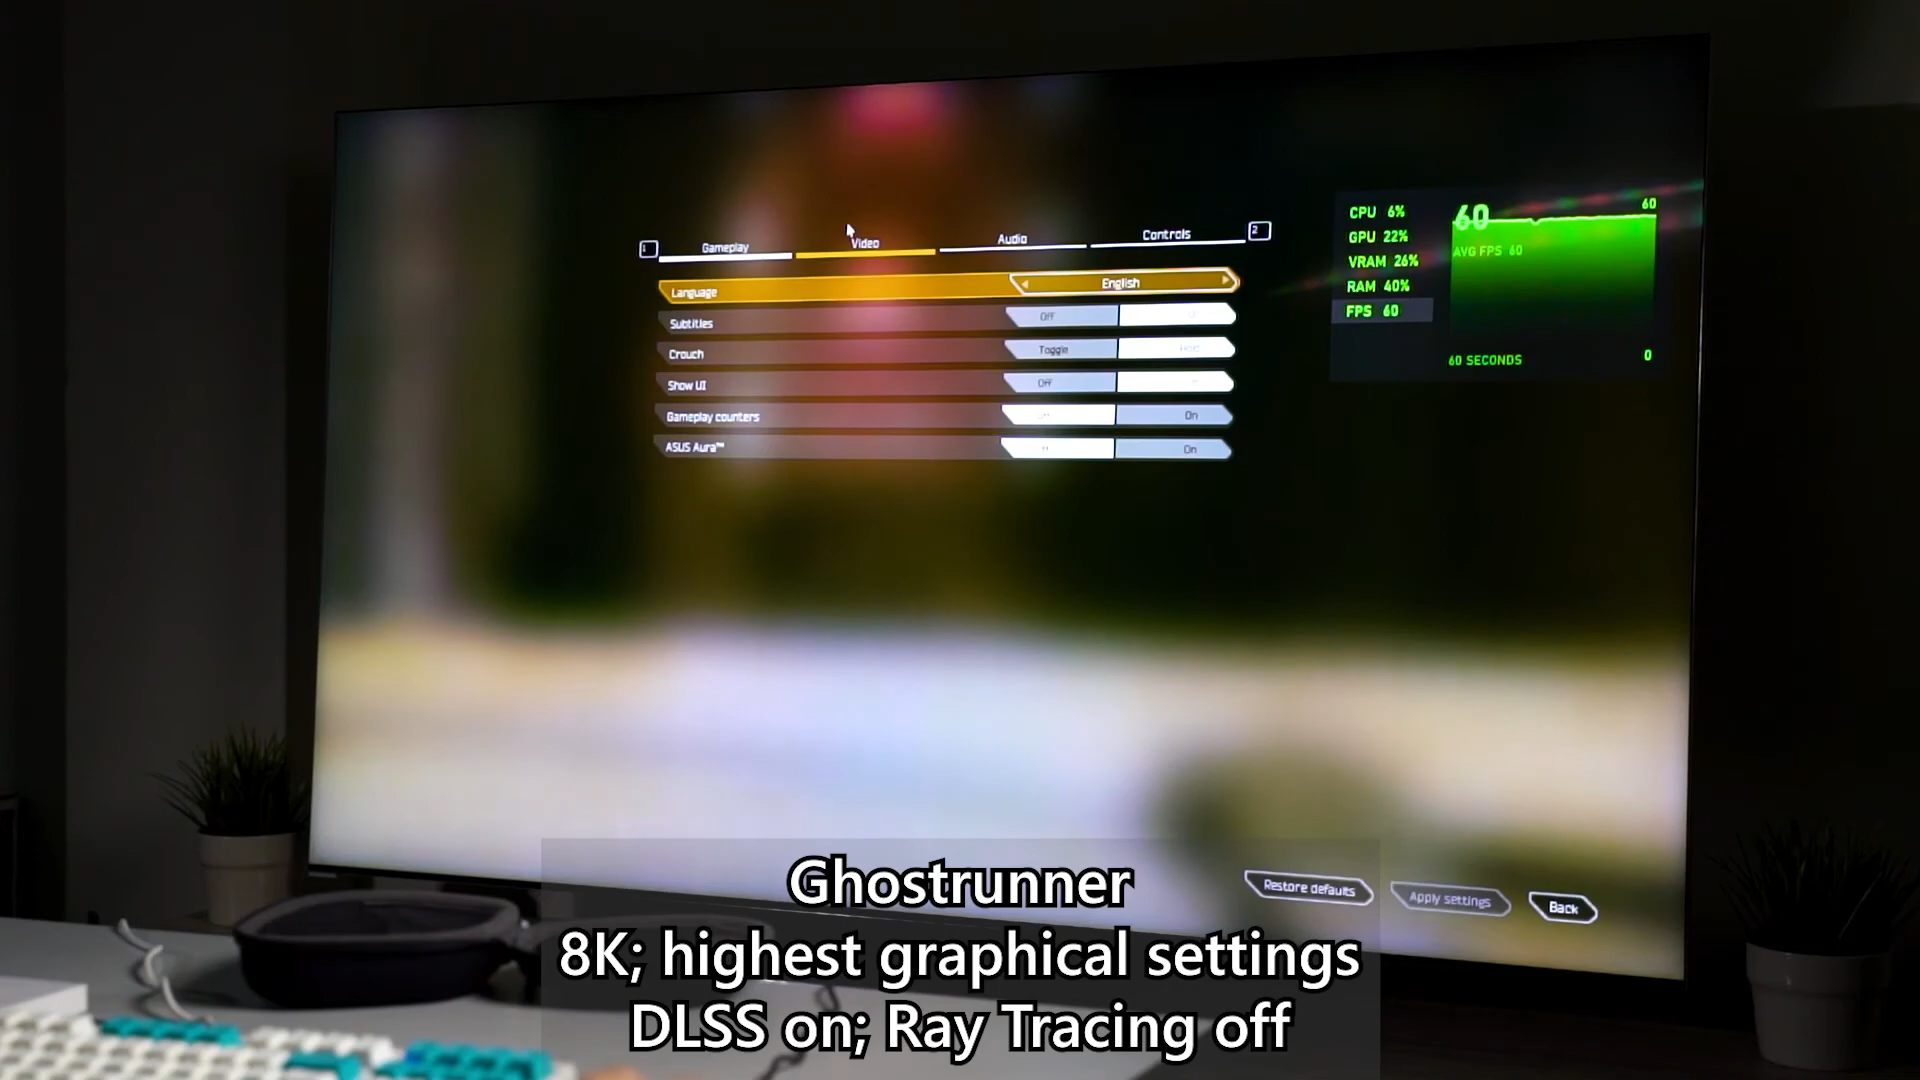 1 Gameplay Video Audio Controls 2
Language English
Subtitles Off
Crouch Toggle
Show UI Off
Gameplay counters On
ASUS Aura™ On
CPU 6%
GPU 22%
VRAM 26%
RAM 40%
FPS 60
60 60
AVG FPS 60
60 SECONDS 0
Restore defaults Apply settings Back
Ghostrunner
8K; highest graphical settings
DLSS on; Ray Tracing off